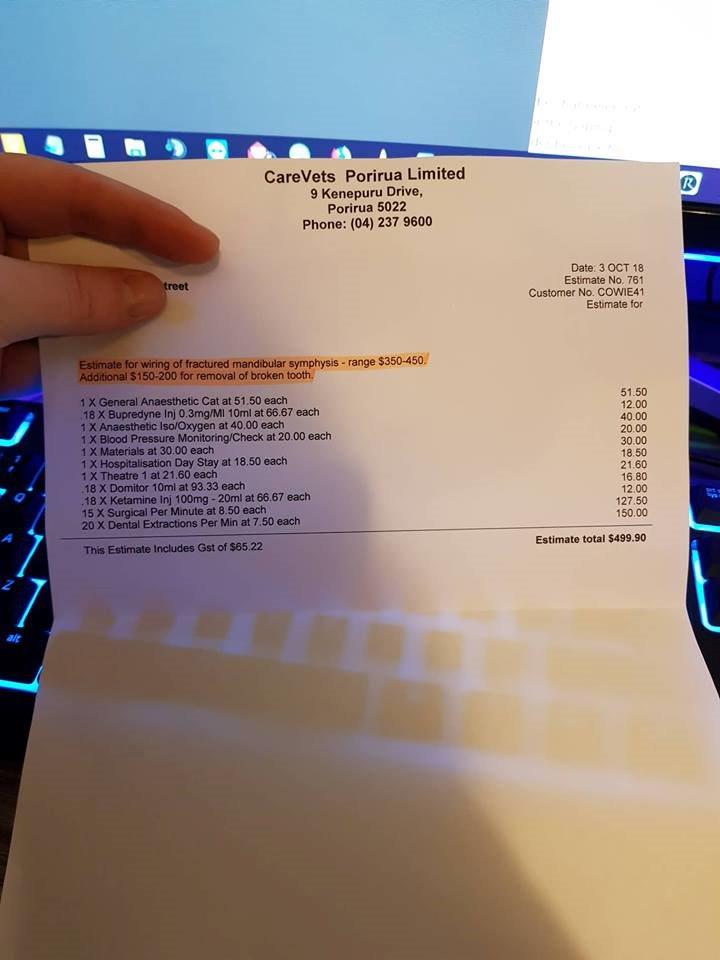 CareVets Porirua Limited
9 Kenepuru Drive,
Porirua 5022
Phone: (04) 237 9600
treet
Date: 3 OCT 18
Estimate No. 761
Customer No. COWIE41
Estimate for
Estimate for wiring of fractured mandibular symphysis - range $350-450.
Additional $150-200 for removal of broken tooth.
1 X General Anaesthetic Cat at 51.50 each 51.50
.18 X Bupredyne Inj 0.3mg/Ml 10ml at 66.67 each 12.00
1 X Anaesthetic Iso/Oxygen at 40.00 each 40.00
1 X Blood Pressure Monitoring/Check at 20.00 each 20.00
1 X Materials at 30.00 each 30.00
1 X Hospitalisation Day Stay at 18.50 each 18.50
1 X Theatre 1 at 21.60 each 21.60
.18 X Domitor 10ml at 93.33 each 16.80
.18 X Ketamine Inj 100mg - 20ml at 66.67 each 12.00
15 X Surgical Per Minute at 8.50 each 127.50
20 X Dental Extractions Per Min at 7.50 each 150.00
This Estimate Includes Gst of $65.22 Estimate total $499.90
Q
A
Z
alt
R